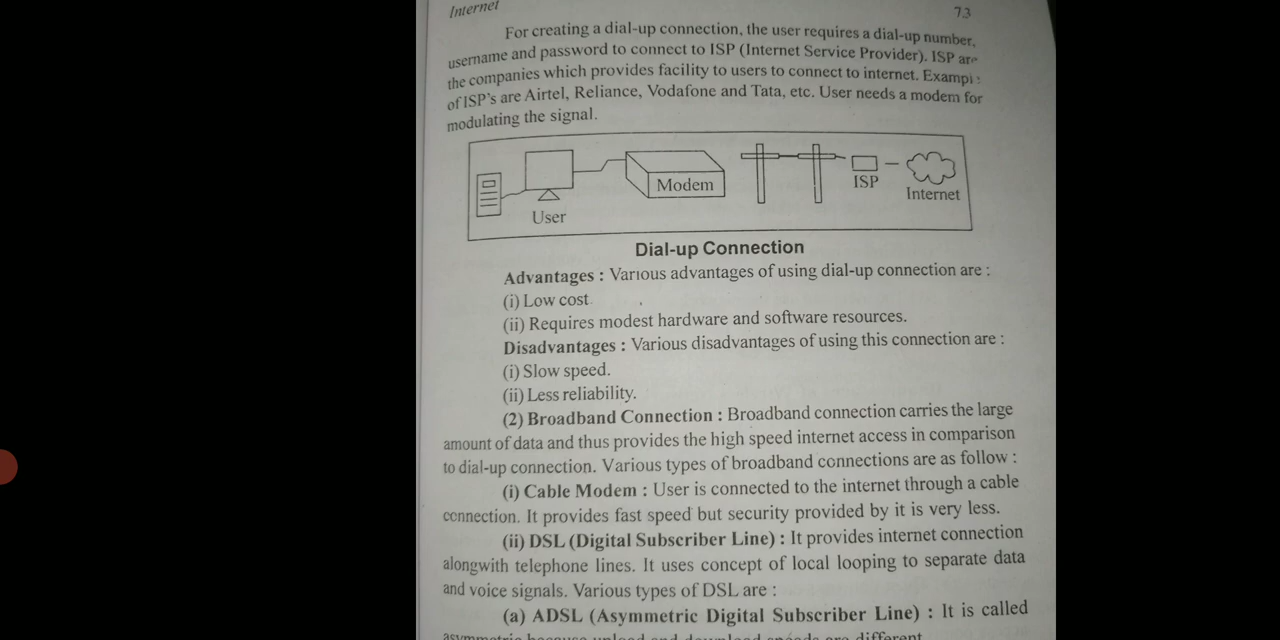 Internet
7.3
For creating a dial-up connection, the user requires a dial-up number,
username and password to connect to ISP (Internet Service Provider). ISP are
the companies which provides facility to users to connect to internet.
of ISP's are Airtel, Reliance, Vodafone and Tata, etc. User needs a modem for
modulating the signal.
Modem
ISP
Internet
User
Dial-up Connection
Advantages : Various advantages of using dial-up connection are :
(i) Low cost.
(ii) Requires modest hardware and software resources.
Disadvantages : Various disadvantages of using this connection are :
(i) Slow speed.
(ii) Less reliability.
(2) Broadband Connection : Broadband connection carries the large
amount of data and thus provides the high speed internet access in comparison
to dial-up connection. Various types of broadband connections are as follow :
(i) Cable Modem : User is connected to the internet through a cable
connection. It provides fast speed but security provided by it is very less.
(ii) DSL (Digital Subscriber Line) : It provides internet connection
alongwith telephone lines. It uses concept of local looping to separate data
and voice signals. Various types of DSL are :
(a) ADSL (Asymmetric Digital Subscriber Line) : It is called
asymmetric because upload and download speeds are different